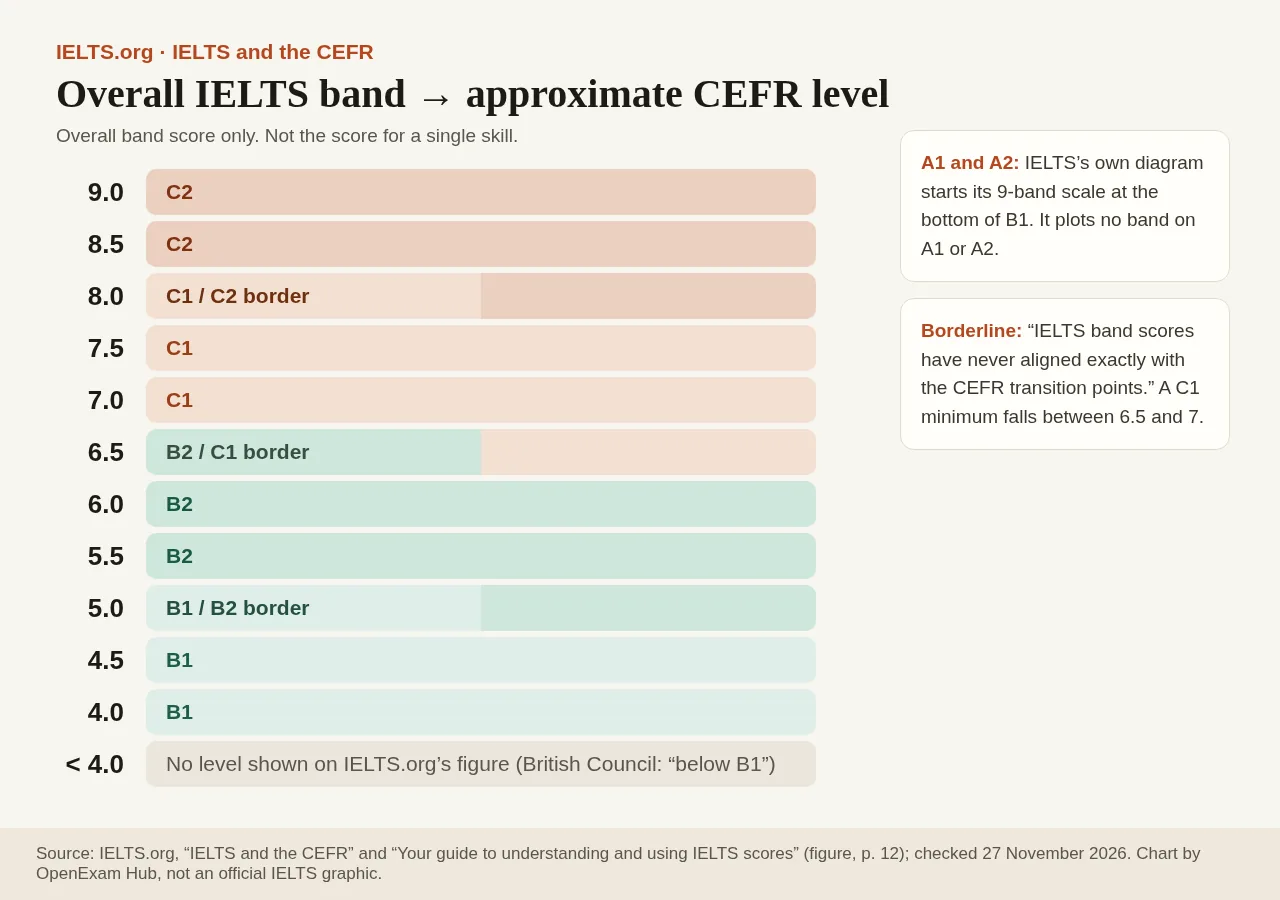 IELTS.org · IELTS and the CEFR
Overall IELTS band → approximate CEFR level
Overall band score only. Not the score for a single skill.
9.0 C2
8.5 C2
8.0 C1 / C2 border
7.5 C1
7.0 C1
6.5 B2 / C1 border
6.0 B2
5.5 B2
5.0 B1 / B2 border
4.5 B1
4.0 B1
< 4.0 No level shown on IELTS.org’s figure (British Council: “below B1”)
A1 and A2: IELTS’s own diagram
starts its 9-band scale at the
bottom of B1. It plots no band on
A1 or A2.
Borderline: “IELTS band scores
have never aligned exactly with
the CEFR transition points.” A C1
minimum falls between 6.5 and 7.
Source: IELTS.org, “IELTS and the CEFR” and “Your guide to understanding and using IELTS scores” (figure, p. 12); checked 27 November 2026. Chart by
OpenExam Hub, not an official IELTS graphic.